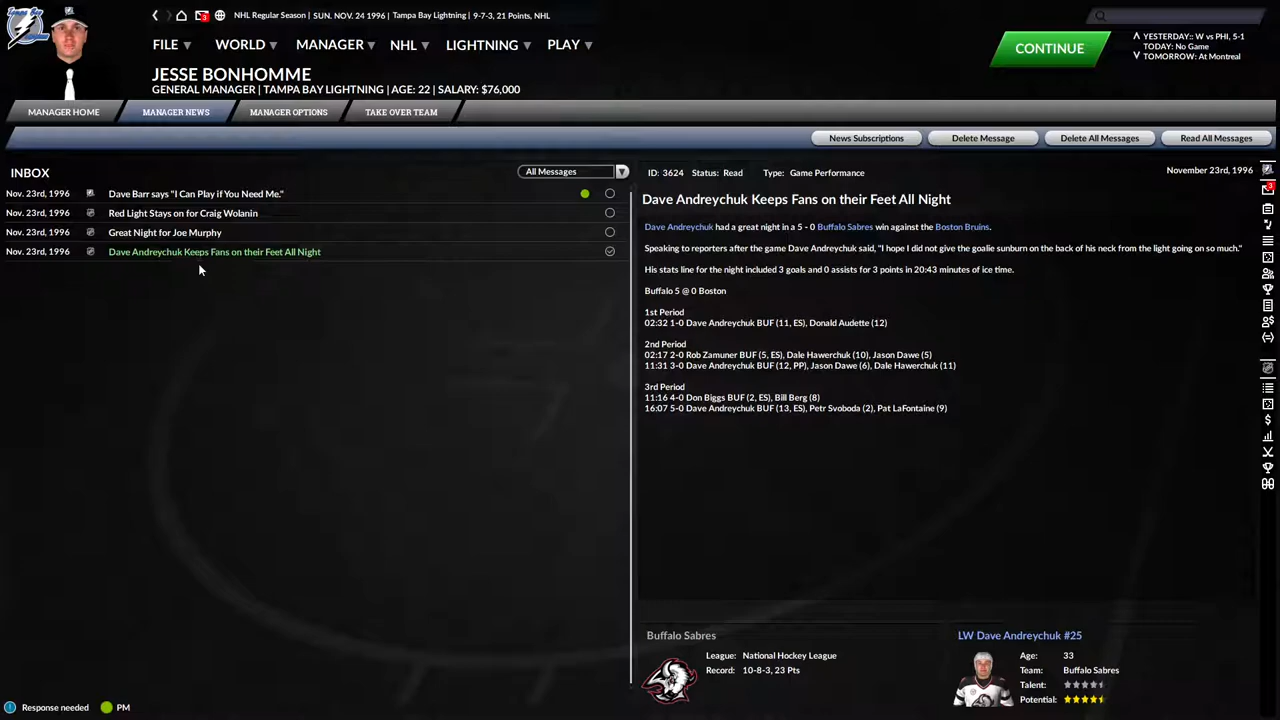 NHL Regular Season | SUN. NOV. 24 1996 | Tampa Bay Lightning | 9-7-3, 21 Points, NHL
3
FILE WORLD MANAGER NHL LIGHTNING PLAY
CONTINUE
YESTERDAY:: W vs PHI, 5-1
TODAY: No Game
TOMORROW: At Montreal
JESSE BONHOMME
GENERAL MANAGER | TAMPA BAY LIGHTNING | AGE: 22 | SALARY: $76,000
MANAGER HOME MANAGER NEWS MANAGER OPTIONS TAKE OVER TEAM
News Subscriptions Delete Message Delete All Messages Read All Messages
INBOX
All Messages
Nov. 23rd, 1996 Dave Barr says "I Can Play if You Need Me."
Nov. 23rd, 1996 Red Light Stays on for Craig Wolanin
Nov. 23rd, 1996 Great Night for Joe Murphy
Nov. 23rd, 1996 Dave Andreychuk Keeps Fans on their Feet All Night
ID: 3624 Status: Read Type: Game Performance
November 23rd, 1996
Dave Andreychuk Keeps Fans on their Feet All Night
Dave Andreychuk had a great night in a 5 - 0 Buffalo Sabres win against the Boston Bruins.
Speaking to reporters after the game Dave Andreychuk said, "I hope I did not give the goalie sunburn on the back of his neck from the light going on so much."
His stats line for the night included 3 goals and 0 assists for 3 points in 20:43 minutes of ice time.
Buffalo 5 @ 0 Boston
1st Period
02:32 1-0 Dave Andreychuk BUF (11, ES), Donald Audette (12)
2nd Period
02:17 2-0 Rob Zamuner BUF (5, ES), Dale Hawerchuk (10), Jason Dawe (5)
11:31 3-0 Dave Andreychuk BUF (12, PP), Jason Dawe (6), Dale Hawerchuk (11)
3rd Period
11:16 4-0 Don Biggs BUF (2, ES), Bill Berg (8)
16:07 5-0 Dave Andreychuk BUF (13, ES), Petr Svoboda (2), Pat LaFontaine (9)
Buffalo Sabres
League: National Hockey League
Record: 10-8-3, 23 Pts
LW Dave Andreychuk #25
Age: 33
Team: Buffalo Sabres
Talent:
Potential:
Response needed PM